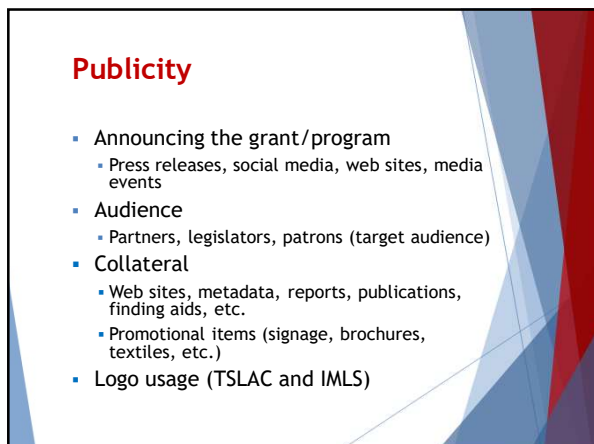 Publicity
▪ Announcing the grant/program
▪ Press releases, social media, web sites, media
events
▪ Audience
▪ Partners, legislators, patrons (target audience)
▪ Collateral
▪ Web sites, metadata, reports, publications,
finding aids, etc.
▪ Promotional items (signage, brochures,
textiles, etc.)
▪ Logo usage (TSLAC and IMLS)